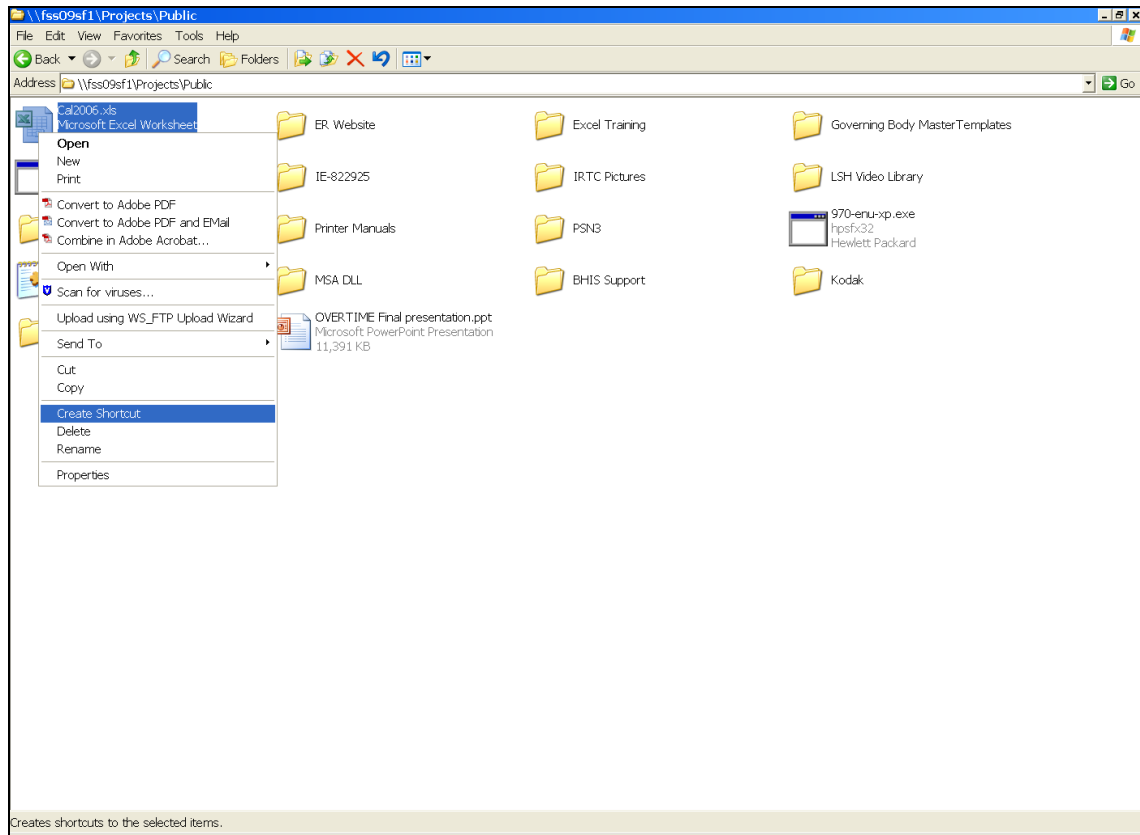 \\fss09sf1\Projects\Public
File Edit View Favorites Tools Help
Back Search Folders
Address \\fss09sf1\Projects\Public Go
Cal2006.xls
Microsoft Excel Worksheet
ER Website
Excel Training
Governing Body MasterTemplates
IE-822925
IRTC Pictures
LSH Video Library
Printer Manuals
PSN3
970-enu-xp.exe
hpsfx32
Hewlett Packard
MSA DLL
BHIS Support
Kodak
OVERTIME Final presentation.ppt
Microsoft PowerPoint Presentation
11,391 KB
Open
New
Print
Convert to Adobe PDF
Convert to Adobe PDF and EMail
Combine in Adobe Acrobat...
Open With
Scan for viruses...
Upload using WS_FTP Upload Wizard
Send To
Cut
Copy
Create Shortcut
Delete
Rename
Properties
Creates shortcuts to the selected items.